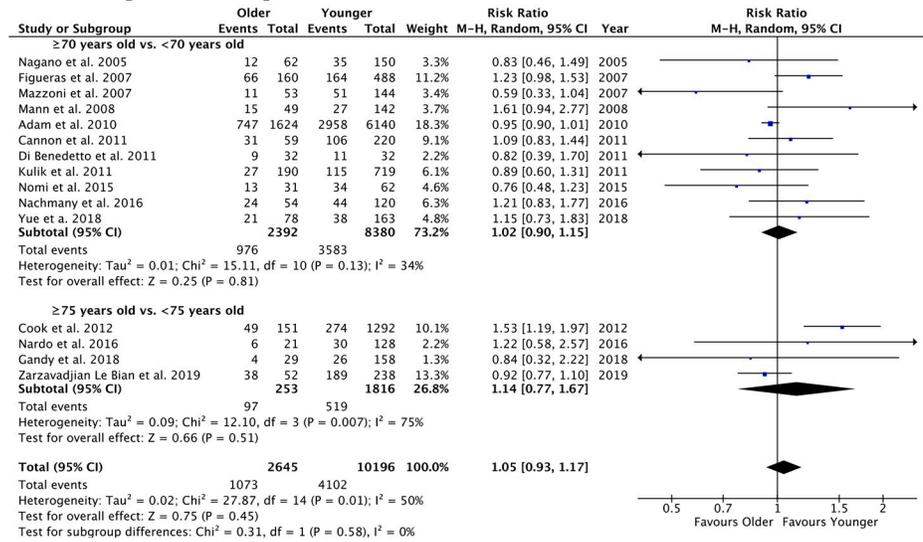 Older Younger Risk Ratio Risk Ratio
Study or Subgroup Events Total Events Total Weight M-H, Random, 95% CI Year M-H, Random, 95% CI
≥70 years old vs. <70 years old
Nagano et al. 2005 12 62 35 150 3.3% 0.83 [0.46, 1.49] 2005
Figueras et al. 2007 66 160 164 488 11.2% 1.23 [0.98, 1.53] 2007
Mazzoni et al. 2007 11 53 51 144 3.7% 0.59 [0.33, 1.04] 2007
Mann et al. 2008 15 49 27 142 3.7% 1.61 [0.94, 2.77] 2008
Adam et al. 2010 747 1624 2958 6140 18.3% 0.95 [0.90, 1.01] 2010
Cannon et al. 2011 31 59 106 220 9.1% 1.09 [0.83, 1.44] 2011
Di Benedetto et al. 2011 9 32 11 32 2.2% 0.82 [0.39, 1.70] 2011
Kulik et al. 2011 27 190 115 719 6.1% 0.89 [0.60, 1.31] 2011
Nomi et al. 2015 13 31 34 62 4.6% 0.76 [0.48, 1.23] 2015
Nachmany et al. 2016 24 54 44 120 6.2% 1.21 [0.83, 1.77] 2016
Yue et a. 2018 21 78 38 163 4.8% 1.15 [0.73, 1.83] 2018
Subtotal (95% CI) 2392 8380 73.2% 1.02 [0.90, 1.15]
Total events 976 3583
Heterogeneity: Tau² = 0.01; Chi² = 15.11, df = 10 (P = 0.13); I² = 34%
Test for overall effect: Z = 0.25 (P = 0.81)
≥75 years old vs. <75 years old
Cook et al. 2012 49 151 274 1292 10.1% 1.53 [1.19, 1.97] 2012
Nardo et al. 2016 6 21 30 128 2.2% 1.22 [0.58, 2.57] 2016
Gandy et al. 2018 4 29 26 158 1.4% 0.84 [0.32, 2.22] 2018
Zarzavadjian Le Bian et al. 2019 38 52 189 238 13.1% 0.92 [0.77, 1.10] 2019
Subtotal (95% CI) 253 1816 26.8% 1.14 [0.77, 1.67]
Total events 97 519
Heterogeneity: Tau² = 0.09; Chi² = 12.10, df = 3 (P = 0.007); I² = 75%
Test for overall effect: Z = 0.66 (P = 0.51)
Total (95% CI) 2645 10196 100.0% 1.05 [0.93, 1.17]
Total events 1073 4102
Heterogeneity: Tau² = 0.02; Chi² = 27.87, df = 14 (P = 0.01); I² = 50%
Test for overall effect: Z = 0.75 (P = 0.45)
Test for subgroup differences: Chi² = 0.31, df = 1 (P = 0.58), I² = 0%
0.5 0.7 1 1.5 2
Favours Older Favours Younger